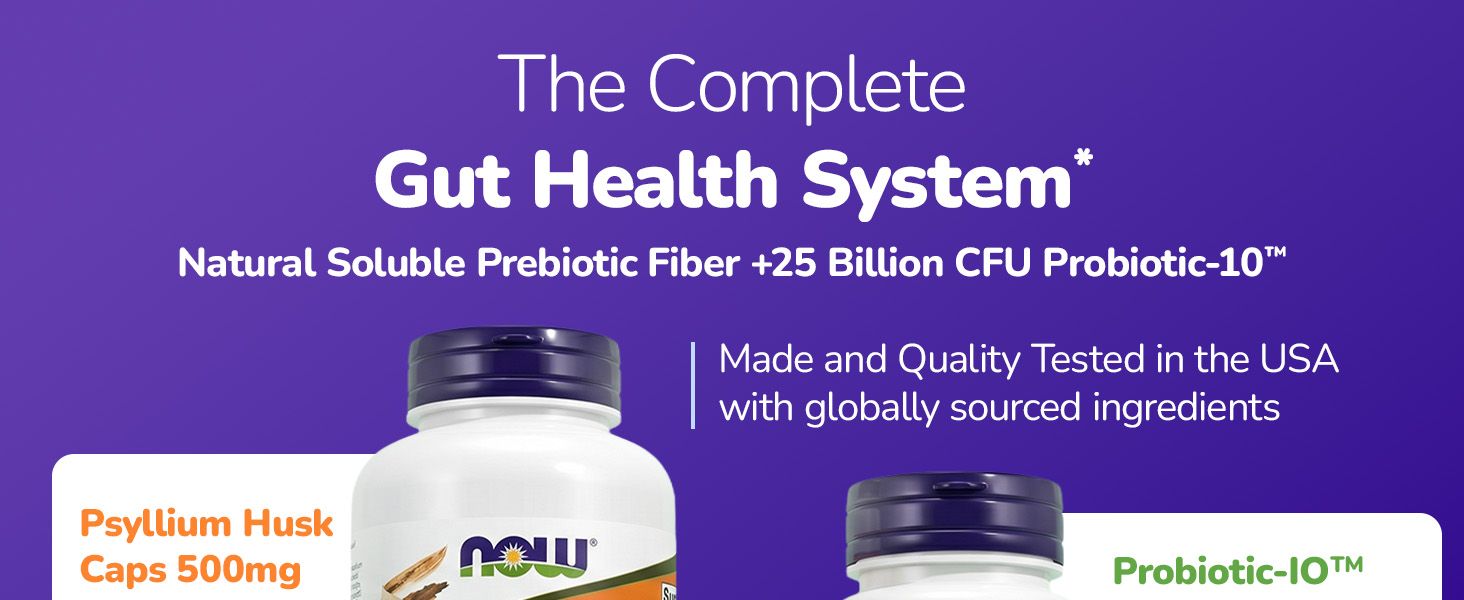 The Complete
Gut Health System*
Natural Soluble Prebiotic Fiber +25 Billion CFU Probiotic-10™
Made and Quality Tested in the USA
with globally sourced ingredients
Psyllium Husk
Caps 500mg
NOW®
Probiotic-IO™